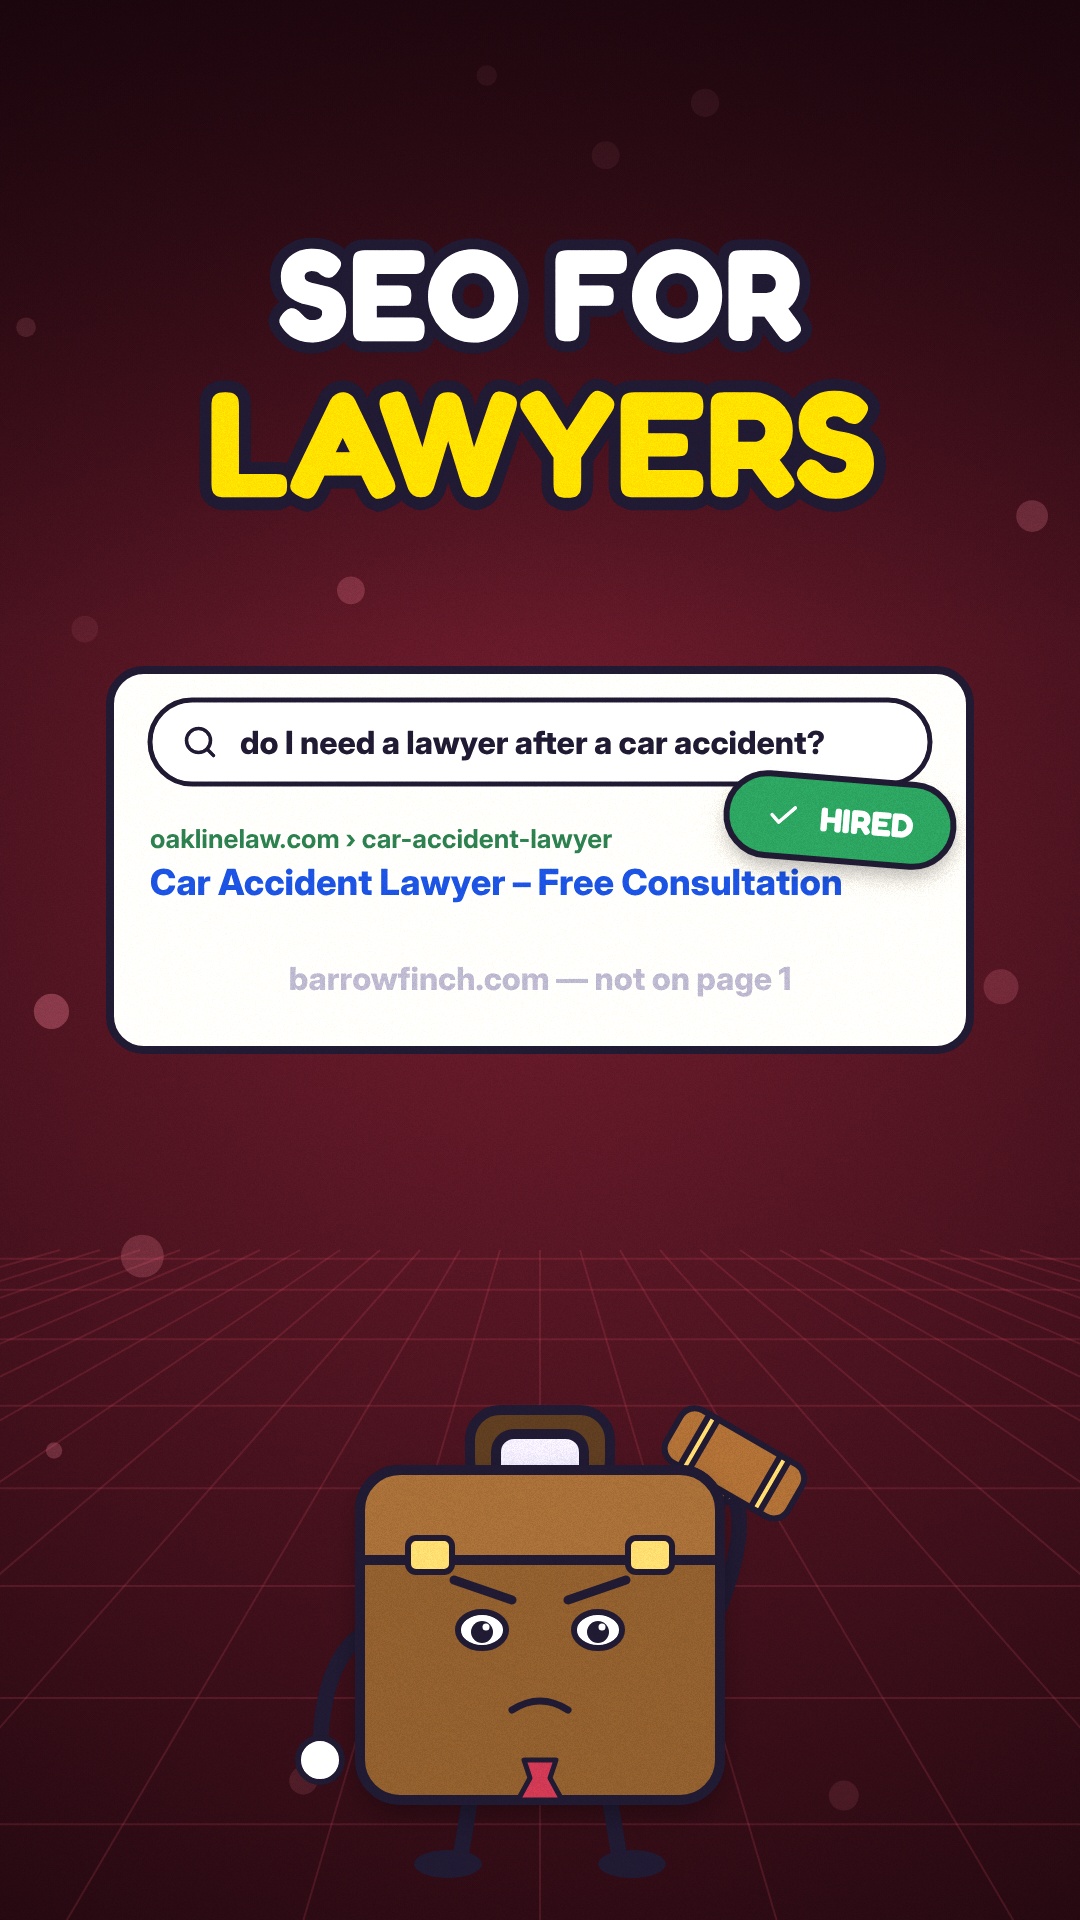 SEO FOR
LAWYERS
do I need a lawyer after a car accident?
HIRED
oaklinelaw.com › car-accident-lawyer
Car Accident Lawyer – Free Consultation
barrowfinch.com — not on page 1